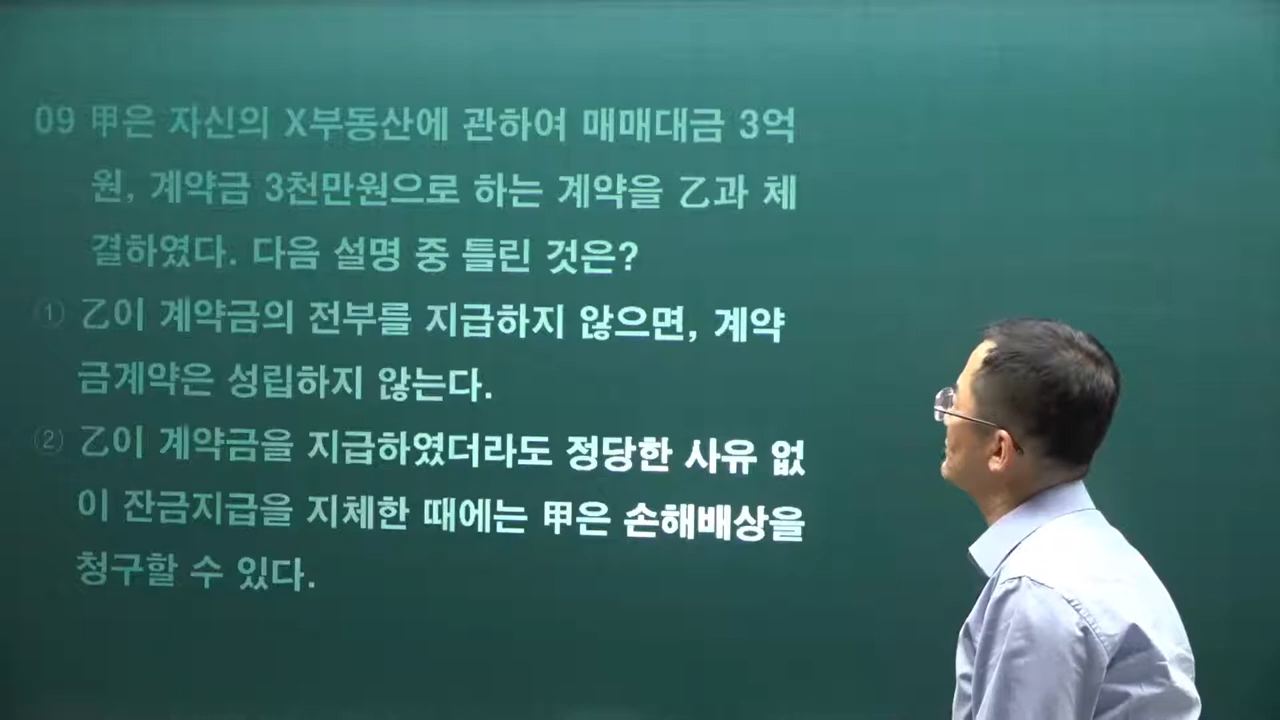 09 甲은 자신의 X부동산에 관하여 매매대금 3억
원, 계약금 3천만원으로 하는 계약을 乙과 체
결하였다. 다음 설명 중 틀린 것은?
① 乙이 계약금의 전부를 지급하지 않으면, 계약
금계약은 성립하지 않는다.
② 乙이 계약금을 지급하였더라도 정당한 사유 없
이 잔금지급을 지체한 때에는 甲은 손해배상을
청구할 수 있다.